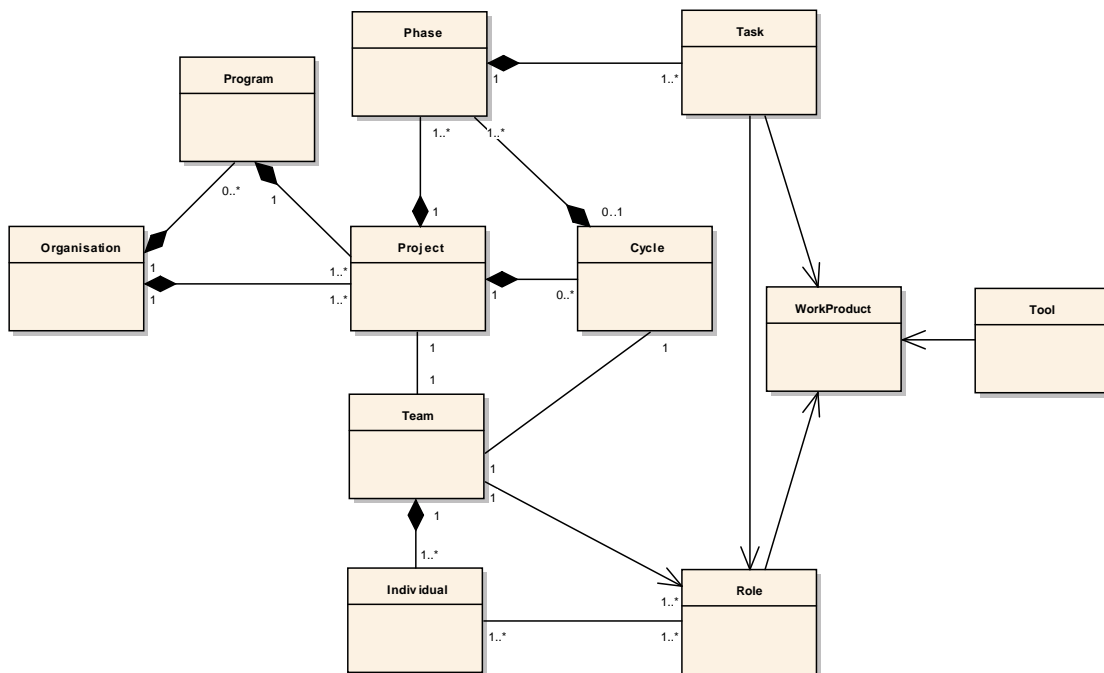 Phase
Task
Program
1
1..*
1..*
1..*
0..*
1
1
0..1
Organisation
Project
Cycle
1
1..*
1
1..*
1
0..*
WorkProduct
Tool
1
1
1
Team
1
1
1
1..*
Individual
Role
1..*
1..*
1..*